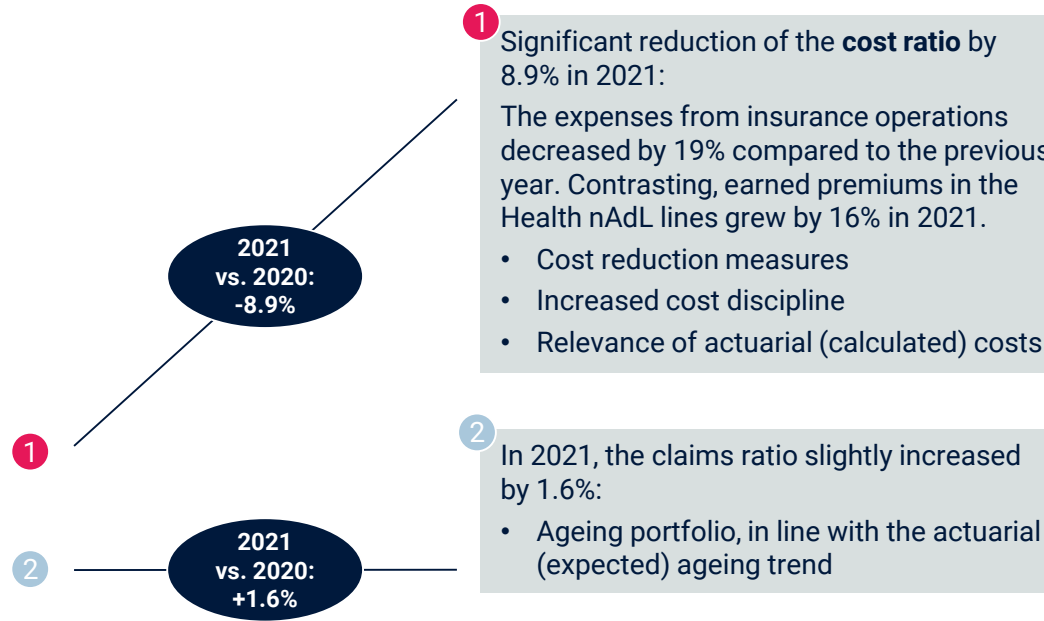 1
Significant reduction of the cost ratio by
8.9% in 2021:
The expenses from insurance operations
decreased by 19% compared to the previous
year. Contrasting, earned premiums in the
Health nAdL lines grew by 16% in 2021.
• Cost reduction measures
• Increased cost discipline
• Relevance of actuarial (calculated) costs
2021
vs. 2020:
-8.9%
1
2
In 2021, the claims ratio slightly increased
by 1.6%:
• Ageing portfolio, in line with the actuarial
(expected) ageing trend
2
2021
vs. 2020:
+1.6%